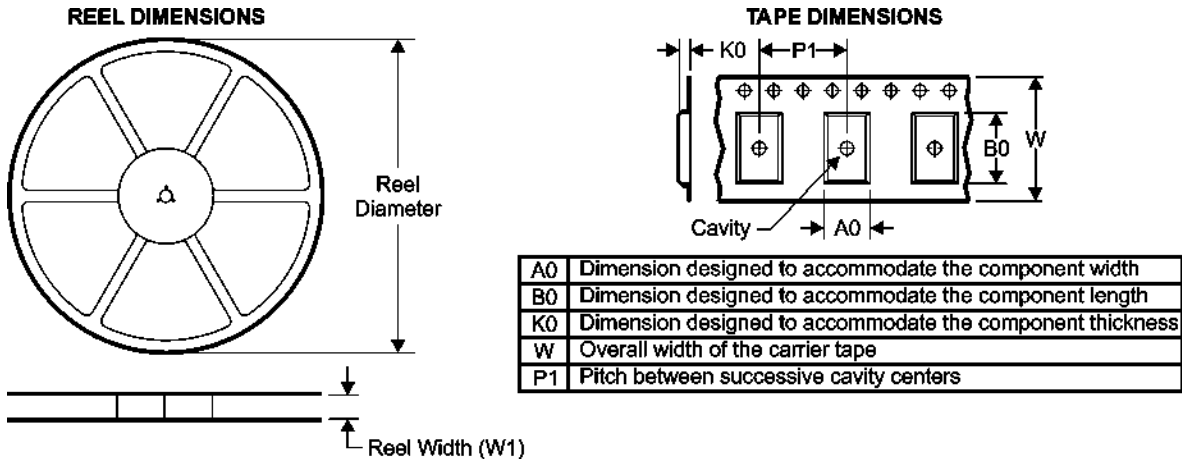 REEL DIMENSIONS
Reel
Diameter
Reel Width (W1)
TAPE DIMENSIONS
K0
P1
B0
W
Cavity
A0
A0 Dimension designed to accommodate the component width
B0 Dimension designed to accommodate the component length
K0 Dimension designed to accommodate the component thickness
W Overall width of the carrier tape
P1 Pitch between successive cavity centers